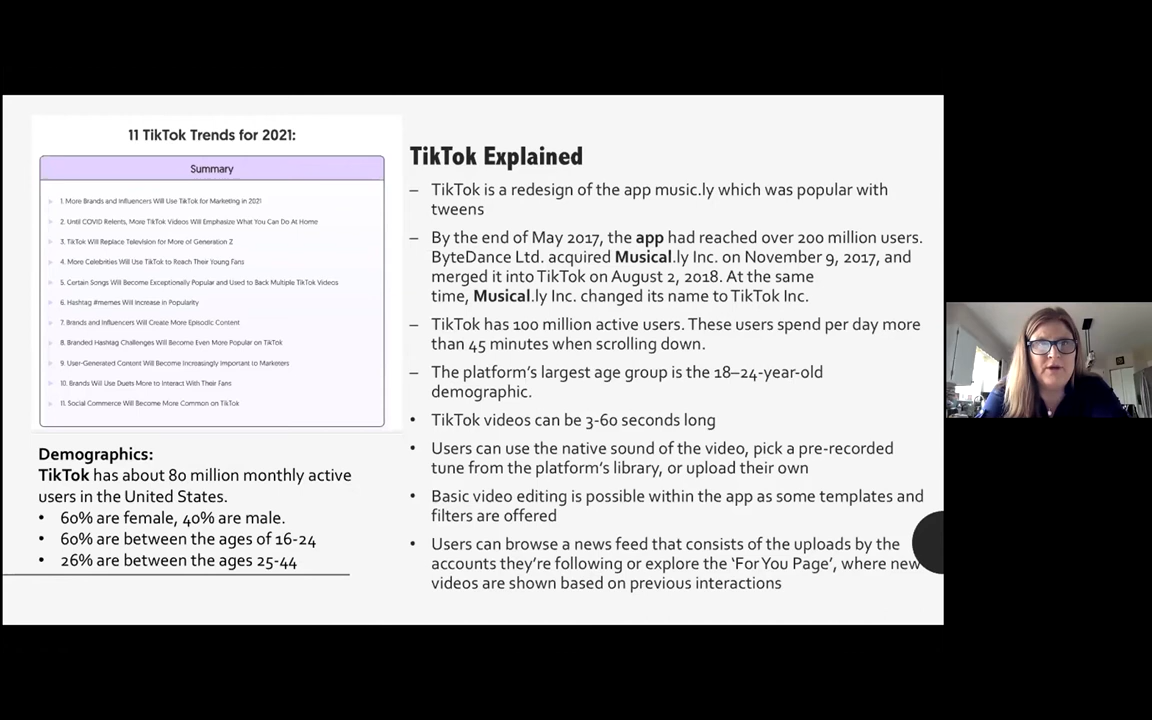 11 TikTok Trends for 2021:
Summary
1. More Brands and Influencers Will Use TikTok for Marketing in 2021
2. Until COVID Relents, More TikTok Videos Will Emphasize What You Can Do At Home
3. TikTok Will Replace Television for More of Generation Z
4. More Celebrities Will Use TikTok to Reach Their Young Fans
5. Certain Songs Will Become Exceptionally Popular and Used to Back Multiple TikTok Videos
6. Hashtag #memes Will Increase in Popularity
7. Brands and Influencers Will Create More Episodic Content
8. Branded Hashtag Challenges Will Become Even More Popular on TikTok
9. User-Generated Content Will Become Increasingly Important to Marketers
10. Brands Will Use Duets More to Interact With Their Fans
11. Social Commerce Will Become More Common on TikTok
Demographics:
TikTok has about 80 million monthly active
users in the United States.
• 60% are female, 40% are male.
• 60% are between the ages of 16-24
• 26% are between the ages 25-44
TikTok Explained
– TikTok is a redesign of the app music.ly which was popular with
tweens
– By the end of May 2017, the app had reached over 200 million users.
ByteDance Ltd. acquired Musical.ly Inc. on November 9, 2017, and
merged it into TikTok on August 2, 2018. At the same
time, Musical.ly Inc. changed its name to TikTok Inc.
– TikTok has 100 million active users. These users spend per day more
than 45 minutes when scrolling down.
– The platform's largest age group is the 18–24-year-old
demographic.
• TikTok videos can be 3-60 seconds long
• Users can use the native sound of the video, pick a pre-recorded
tune from the platform's library, or upload their own
• Basic video editing is possible within the app as some templates and
filters are offered
• Users can browse a news feed that consists of the uploads by the
accounts they're following or explore the 'For You Page', where new
videos are shown based on previous interactions